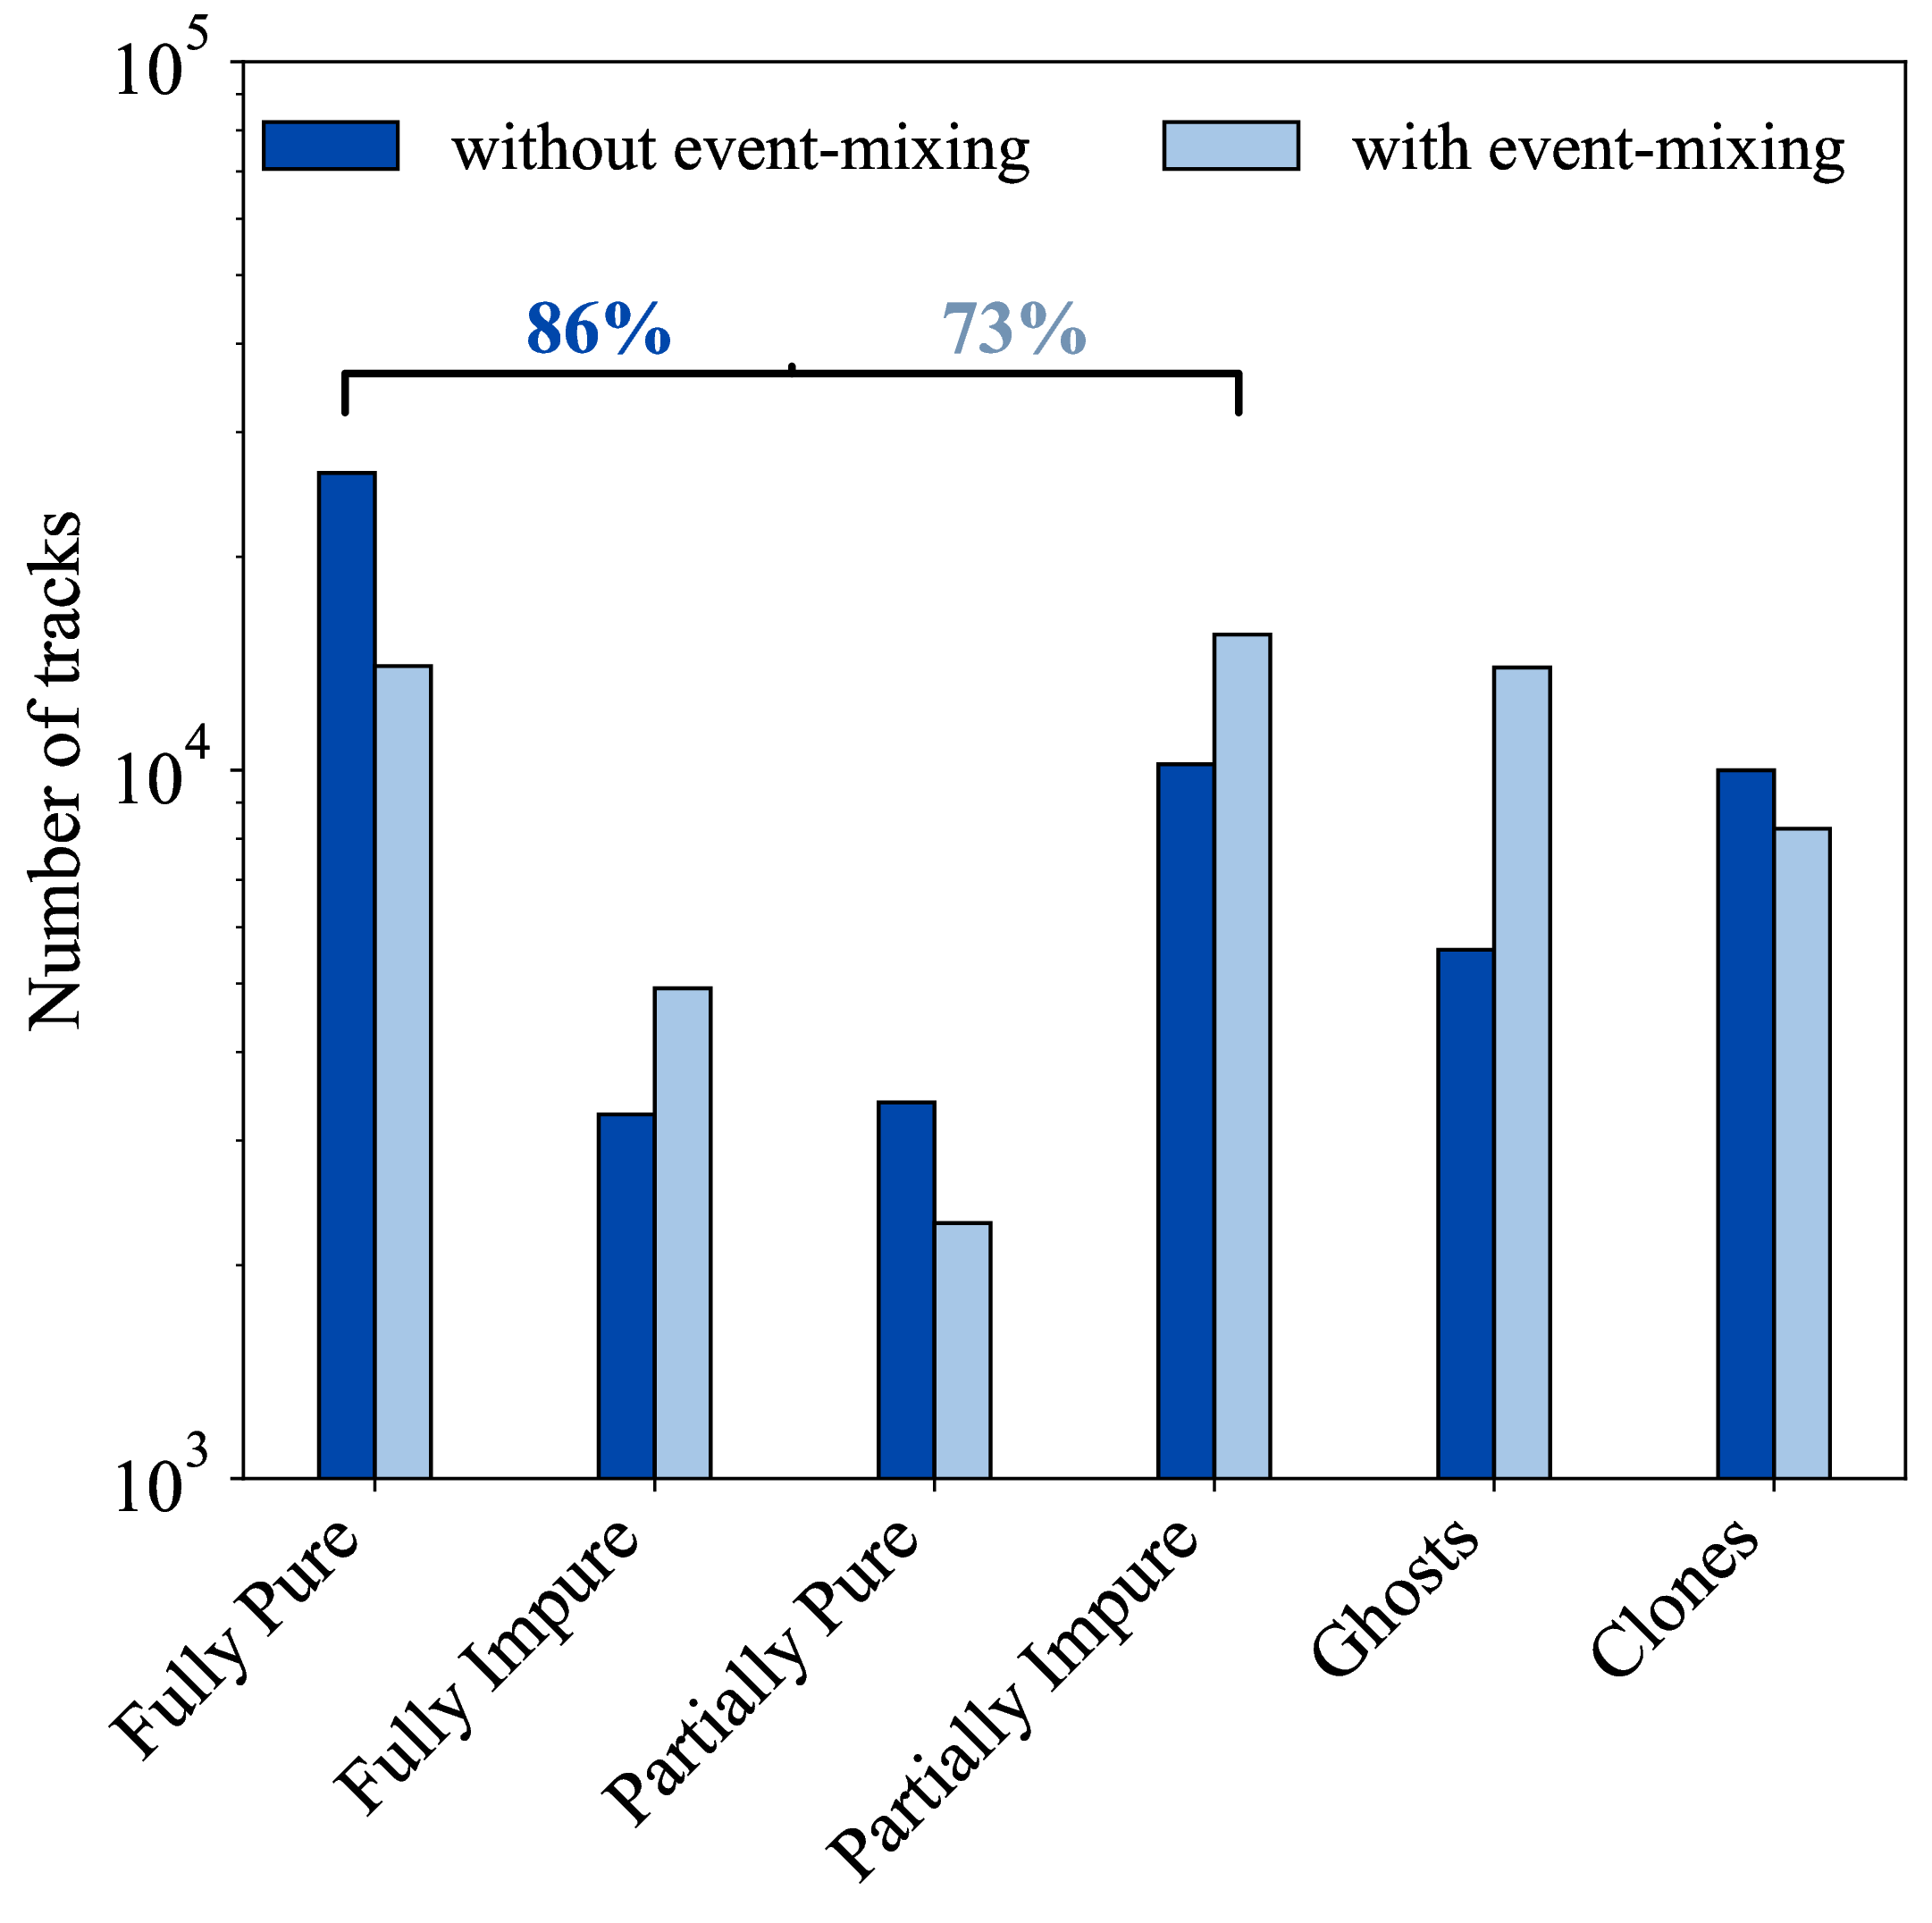 10^5
without event-mixing
with event-mixing
86%
73%
Number of tracks
10^4
10^3
Fully Pure
Fully Impure
Partially Pure
Partially Impure
Ghosts
Clones